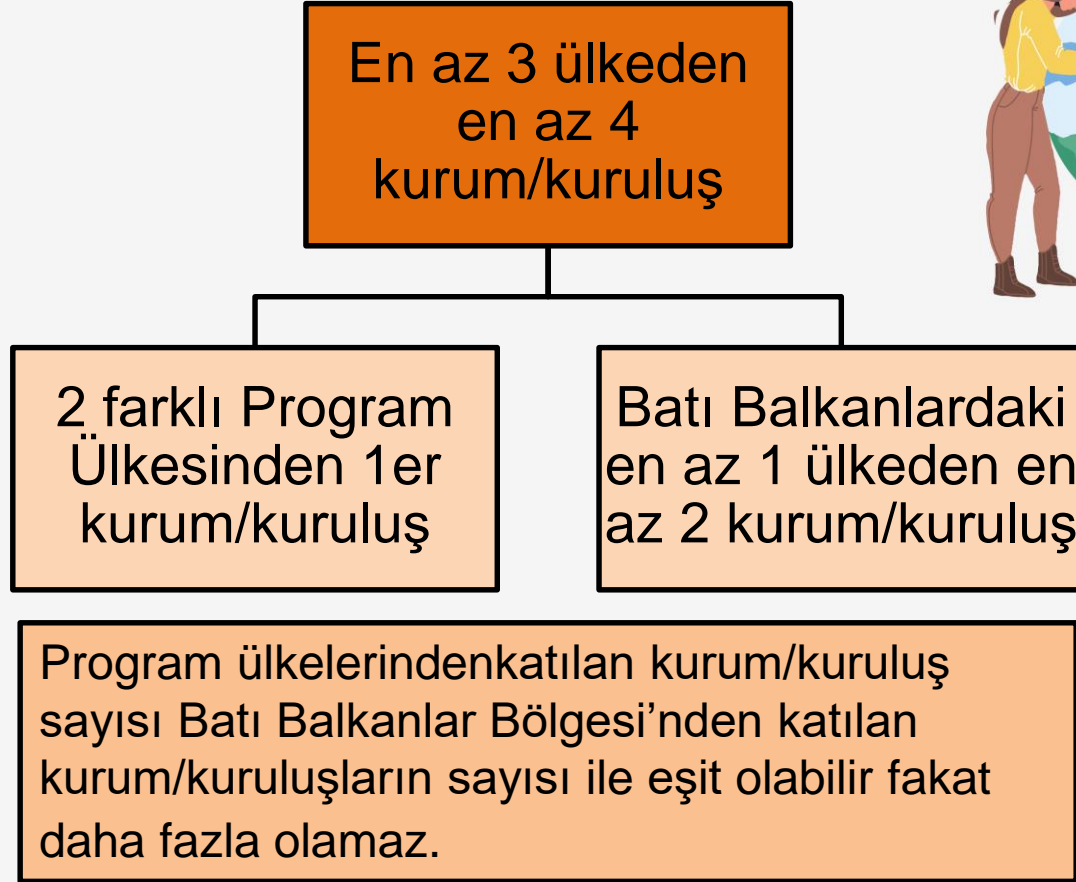 En az 3 ülkeden
en az 4
kurum/kuruluş
2 farklı Program
Ülkesinden 1er
kurum/kuruluş
Batı Balkanlardaki
en az 1 ülkeden en
az 2 kurum/kuruluş
Program ülkelerindenkatılan kurum/kuruluş
sayısı Batı Balkanlar Bölgesi’nden katılan
kurum/kuruluşların sayısı ile eşit olabilir fakat
daha fazla olamaz.